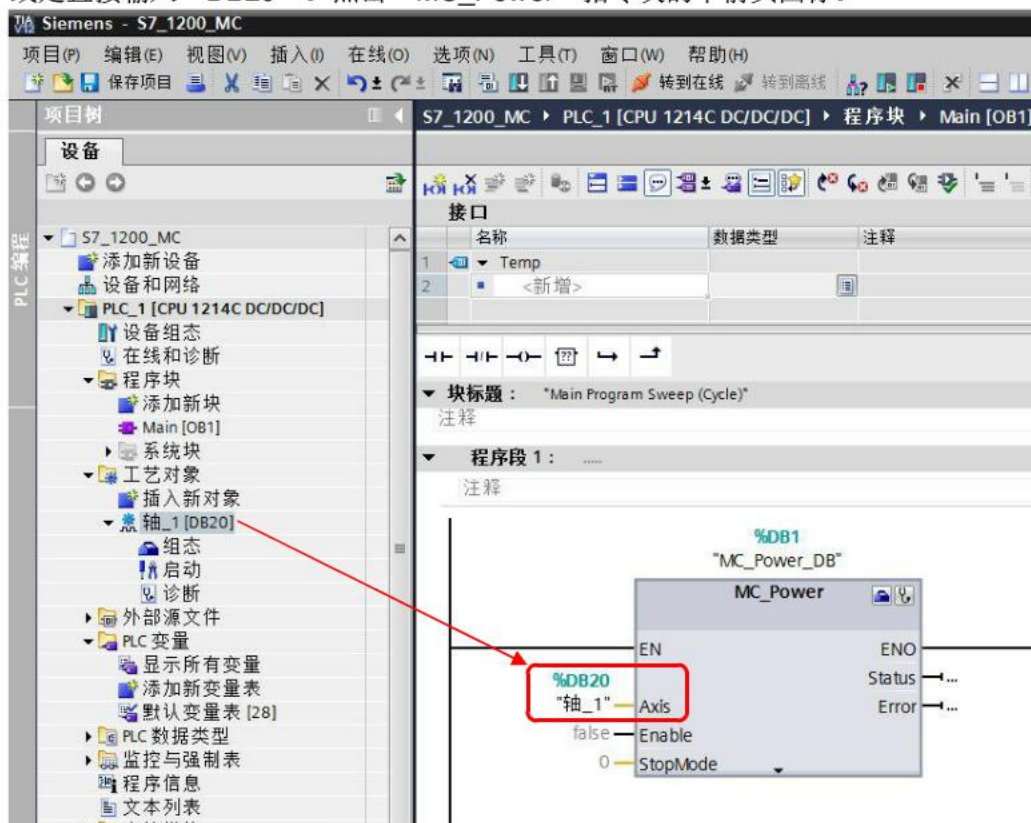 Siemens - S7_1200_MC
项目(P) 编辑(E) 视图(V) 插入(I) 在线(O) 选项(N) 工具(T) 窗口(W) 帮助(H)
保存项目 转到在线 转到离线
项目树
S7_1200_MC ▸ PLC_1 [CPU 1214C DC/DC/DC] ▸ 程序块 ▸ Main [OB1]
设备
PLC 编程
S7_1200_MC
添加新设备
设备和网络
PLC_1 [CPU 1214C DC/DC/DC]
设备组态
在线和诊断
程序块
添加新块
Main [OB1]
系统块
工艺对象
插入新对象
轴_1 [DB20]
组态
启动
诊断
外部源文件
PLC 变量
显示所有变量
添加新变量表
默认变量表 [28]
PLC 数据类型
监控与强制表
程序信息
文本列表
接口
名称 数据类型 注释
1 Temp
2 <新增>
块标题： "Main Program Sweep (Cycle)"
注释
程序段 1： .....
注释
%DB1
"MC_Power_DB"
MC_Power
EN ENO
%DB20 Status ...
"轴_1" Axis Error ...
false Enable
0 StopMode